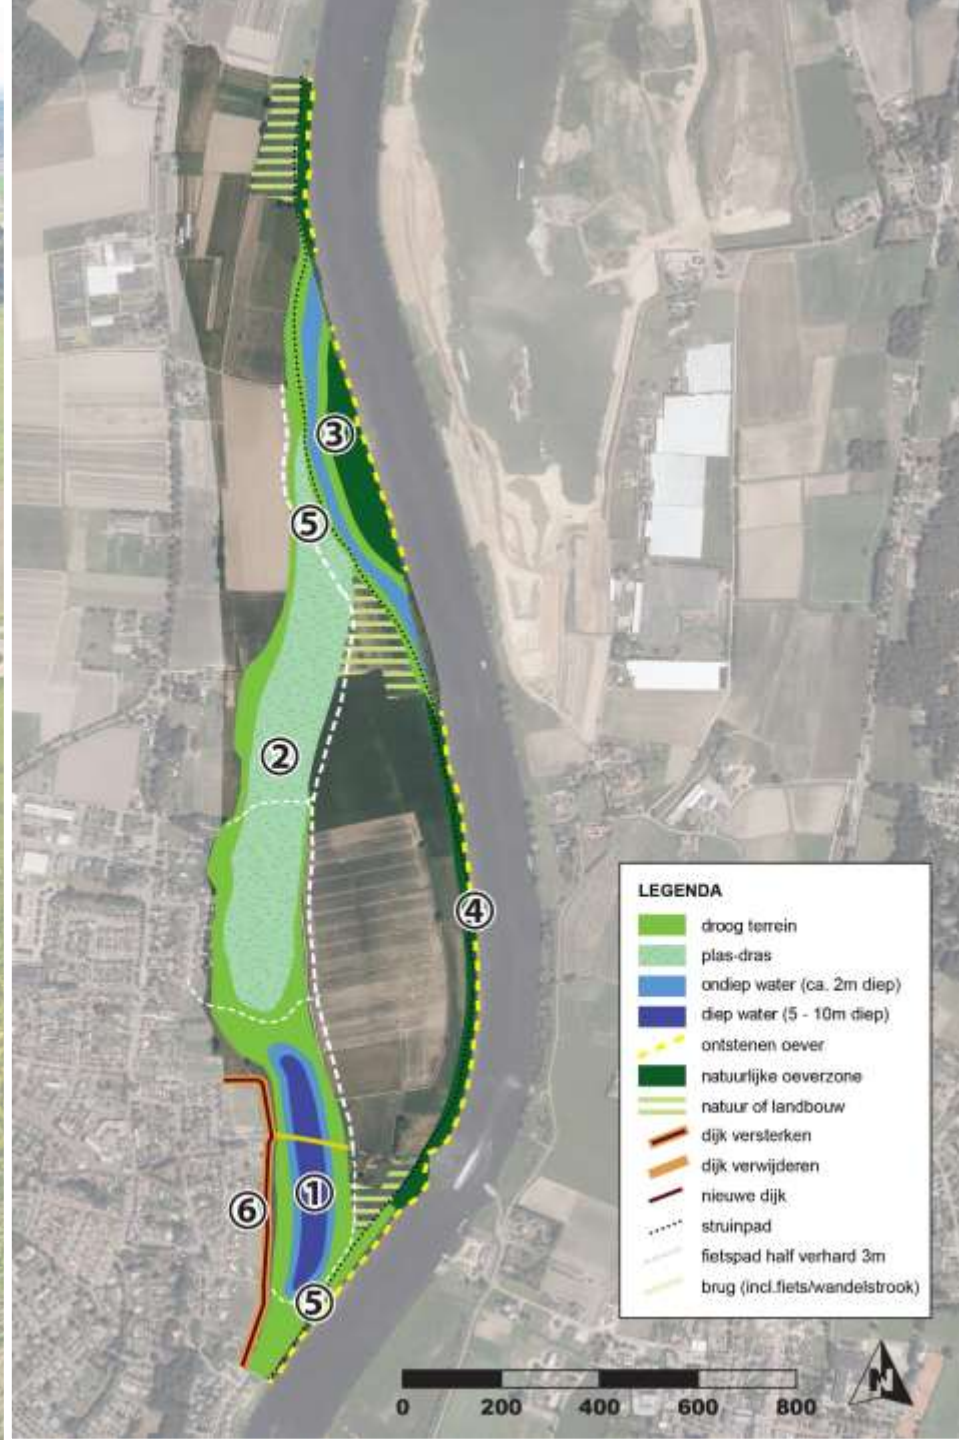 ③
⑤
②
④
⑥
①
⑤
LEGENDA
droog terrein
plas-dras
ondiep water (ca. 2m diep)
diep water (5 - 10m diep)
ontstenen oever
natuurlijke oeverzone
natuur of landbouw
dijk versterken
dijk verwijderen
nieuwe dijk
struinpad
fietspad half verhard 3m
brug (incl.fiets/wandelstrook)
N
0 200 400 600 800